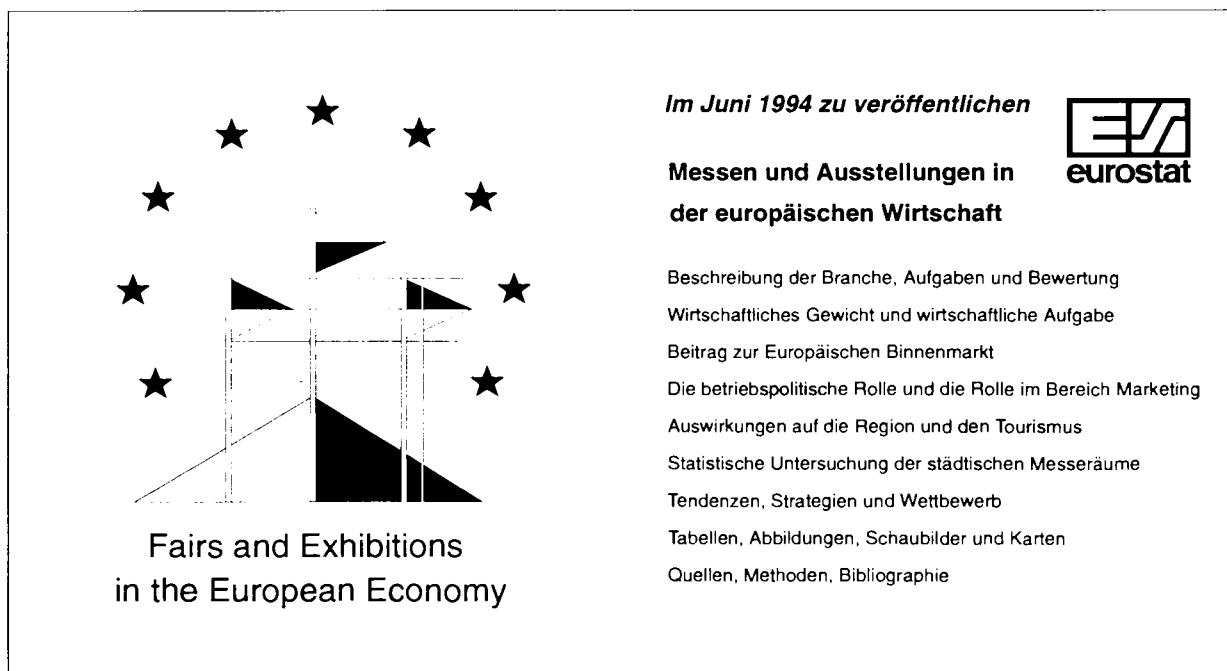 Fairs and Exhibitions
in the European Economy
Im Juni 1994 zu veröffentlichen
eurostat
Messen und Ausstellungen in
der europäischen Wirtschaft
Beschreibung der Branche, Aufgaben und Bewertung
Wirtschaftliches Gewicht und wirtschaftliche Aufgabe
Beitrag zur Europäischen Binnenmarkt
Die betriebspolitische Rolle und die Rolle im Bereich Marketing
Auswirkungen auf die Region und den Tourismus
Statistische Untersuchung der städtischen Messeräume
Tendenzen, Strategien und Wettbewerb
Tabellen, Abbildungen, Schaubilder und Karten
Quellen, Methoden, Bibliographie